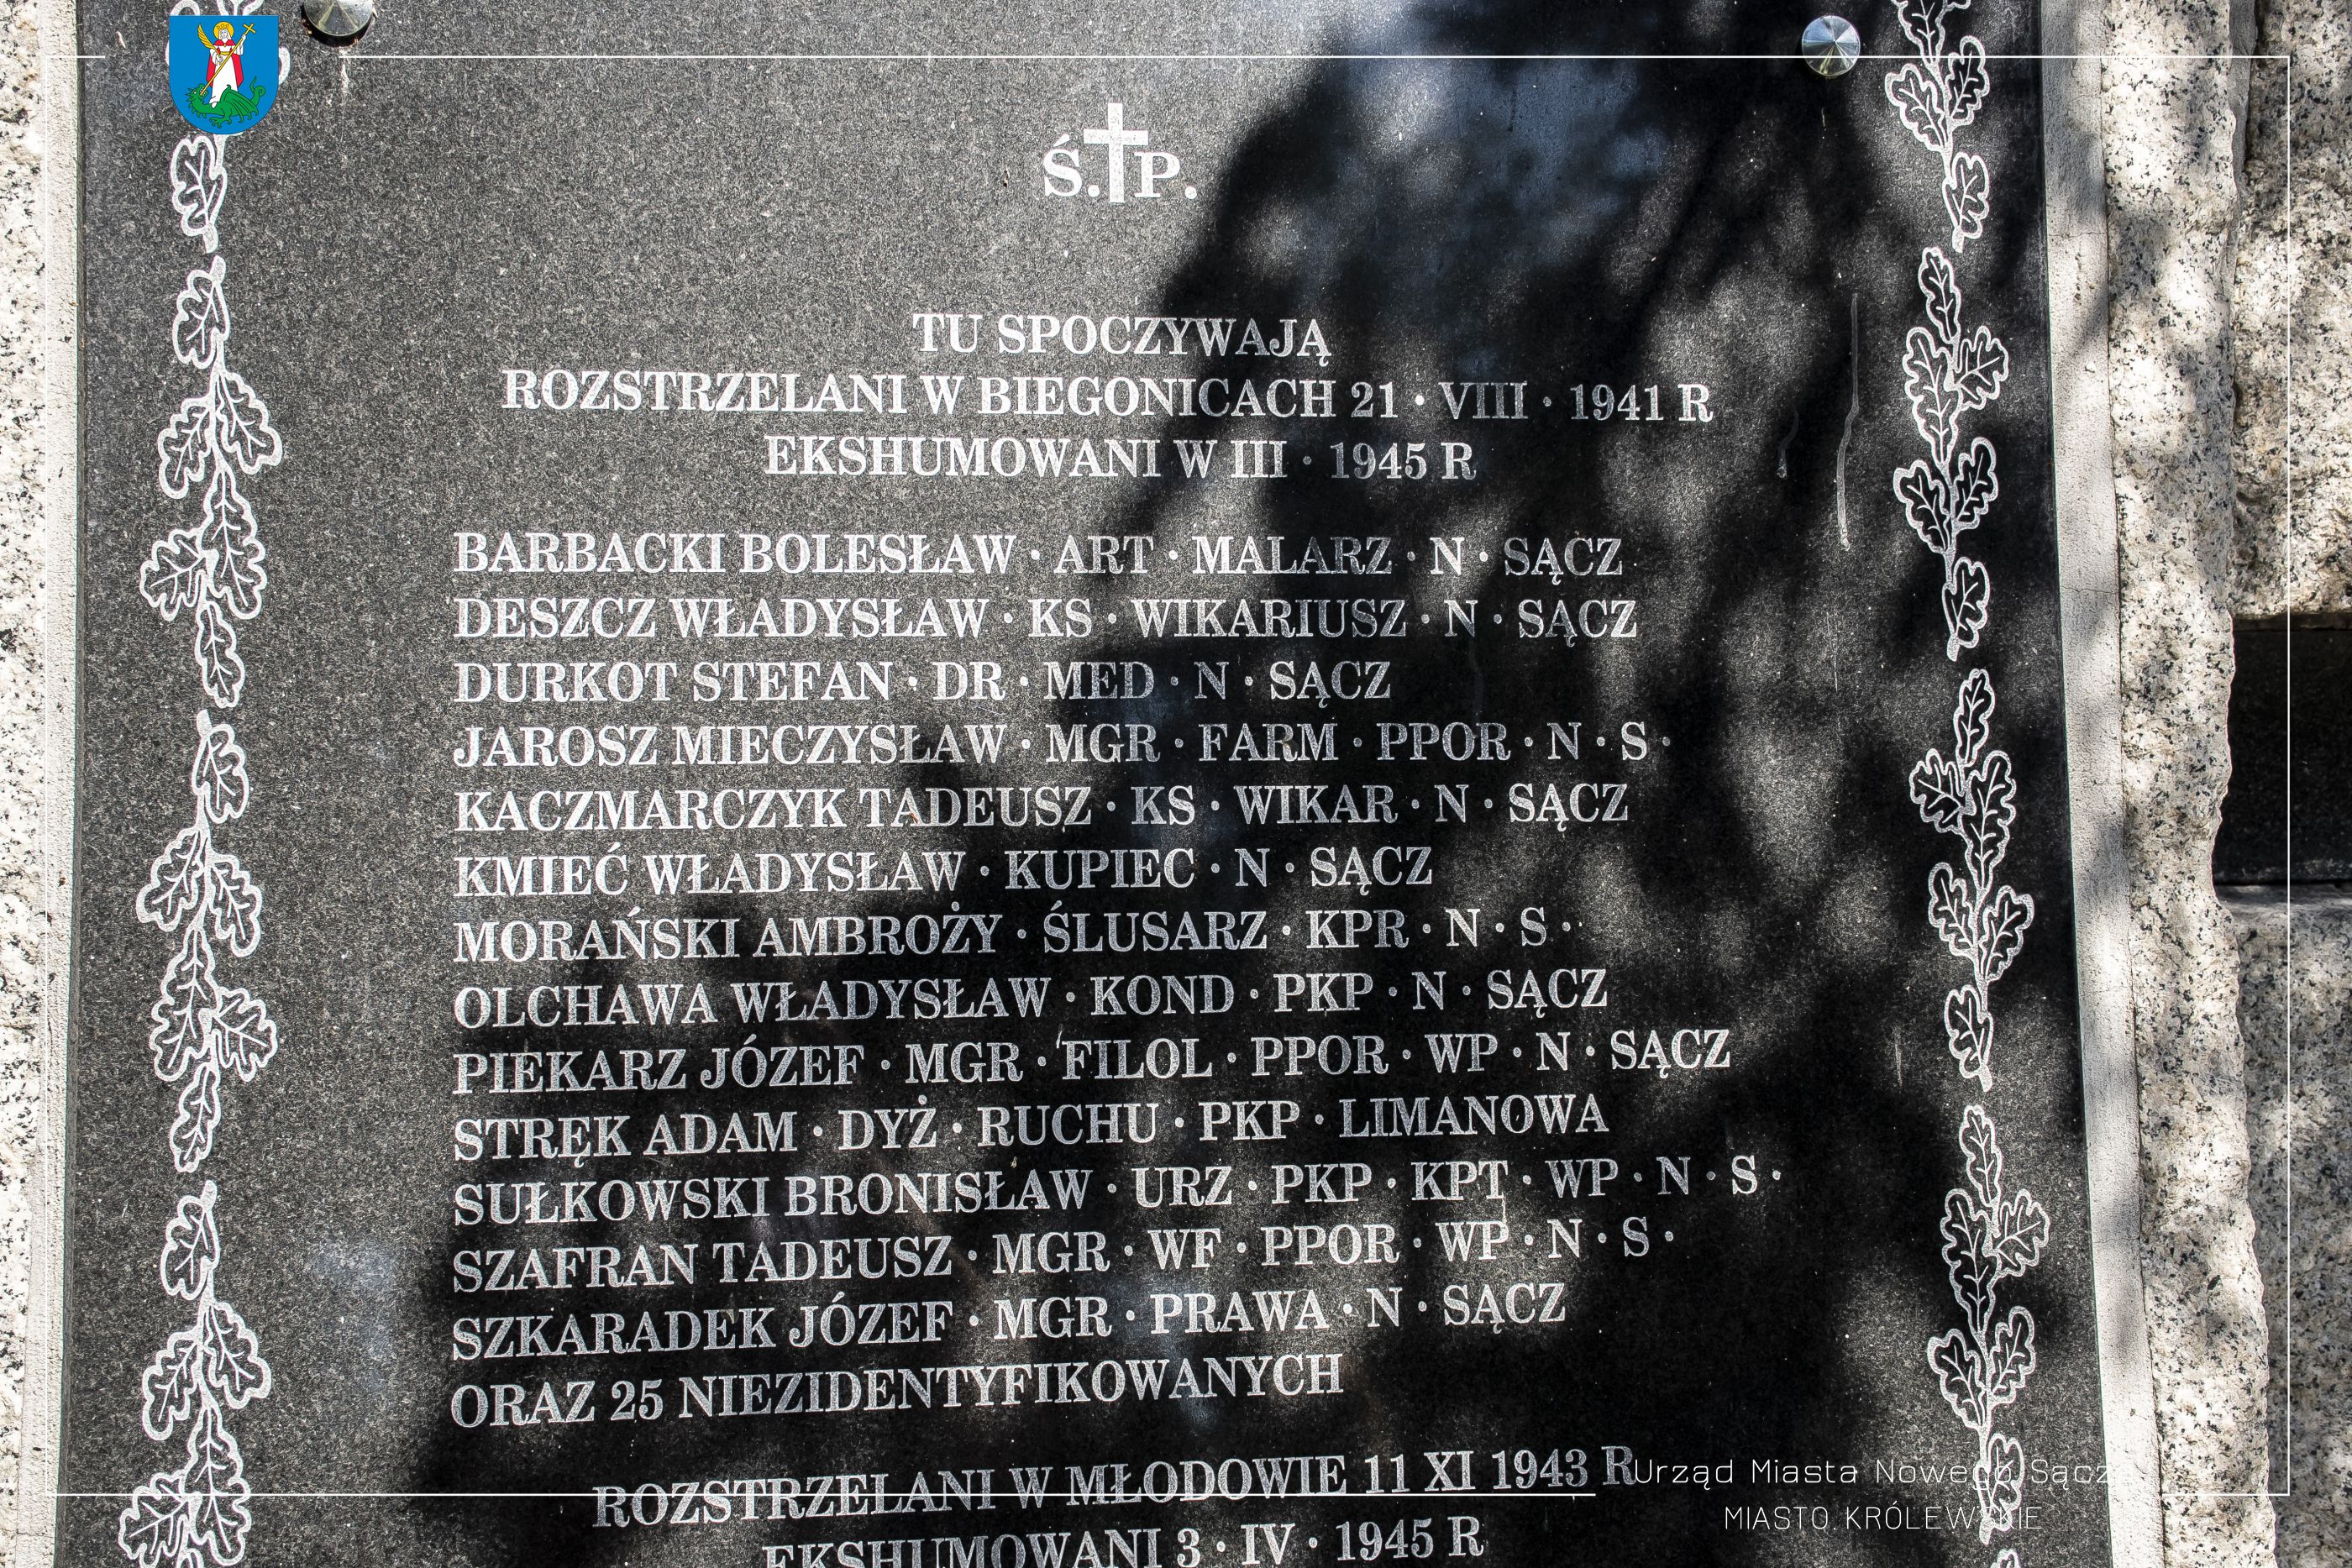 Ś.†P.
TU SPOCZYWAJĄ
ROZSTRZELANI W BIEGONICACH 21 · VIII · 1941 R
EKSHUMOWANI W III · 1945 R
BARBACKI BOLESŁAW · ART · MALARZ · N · SĄCZ
DESZCZ WŁADYSŁAW · KS · WIKARIUSZ · N · SĄCZ
DURKOT STEFAN · DR · MED · N · SĄCZ
JAROSZ MIECZYSŁAW · MGR · FARM · PPOR · N · S ·
KACZMARCZYK TADEUSZ · KS · WIKAR · N · SĄCZ
KMIEĆ WŁADYSŁAW · KUPIEC · N · SĄCZ
MORAŃSKI AMBROŻY · ŚLUSARZ · KPR · N · S ·
OLCHAWA WŁADYSŁAW · KOND · PKP · N · SĄCZ
PIEKARZ JÓZEF · MGR · FILOL · PPOR · WP · N · SĄCZ
STRĘK ADAM · DYŻ · RUCHU · PKP · LIMANOWA
SUŁKOWSKI BRONISŁAW · URZ · PKP · KPT · WP · N · S ·
SZAFRAN TADEUSZ · MGR · WF · PPOR · WP · N · S ·
SZKARADEK JÓZEF · MGR · PRAWA · N · SĄCZ
ORAZ 25 NIEZIDENTYFIKOWANYCH
ROZSTRZELANI W MŁODOWIE 11 XI 1943 R
EKSHUMOWANI 3 · IV · 1945 R
Urząd Miasta Nowego Sącza
MIASTO KRÓLEWSKIE